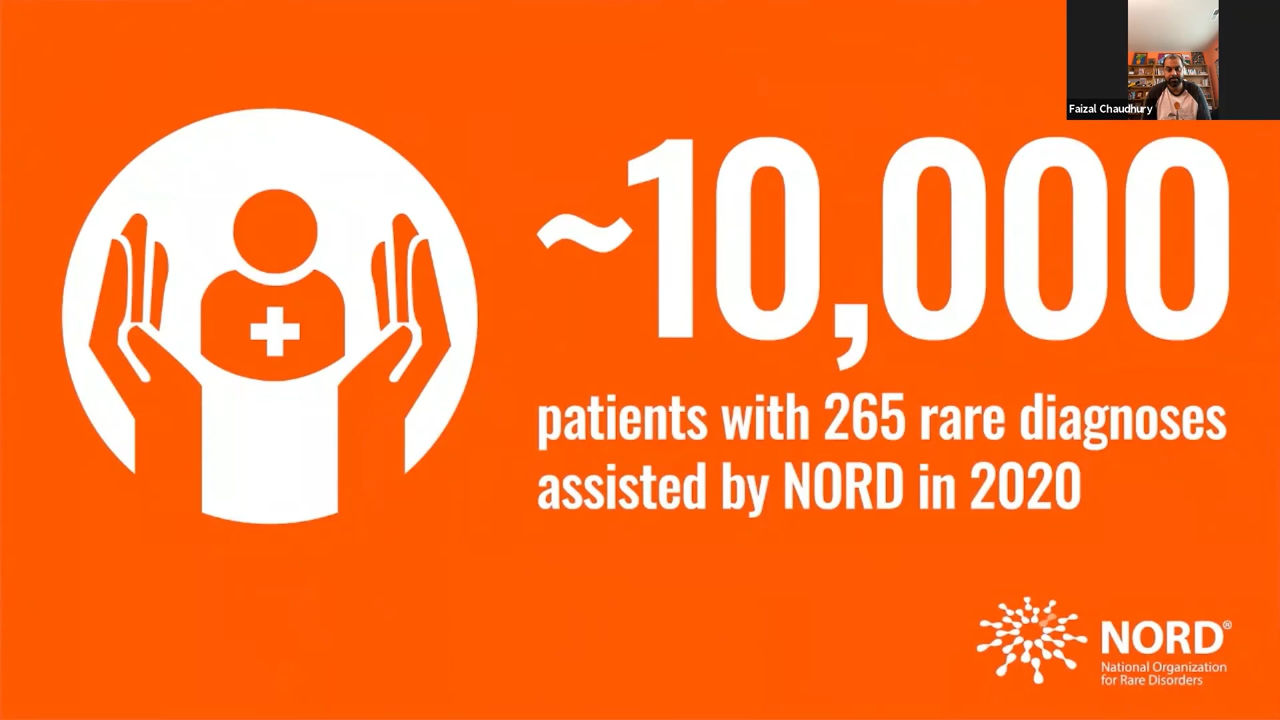 Faizal Chaudhury
~10,000
patients with 265 rare diagnoses
assisted by NORD in 2020
NORD®
National Organization
for Rare Disorders